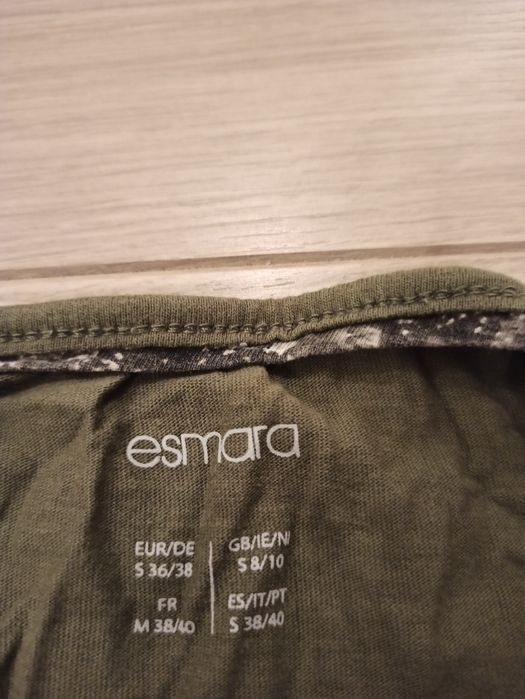 esmara
EUR/DE
S 36/38
GB/IE/NI
S 8/10
FR
M 38/40
ES/IT/PT
S 38/40